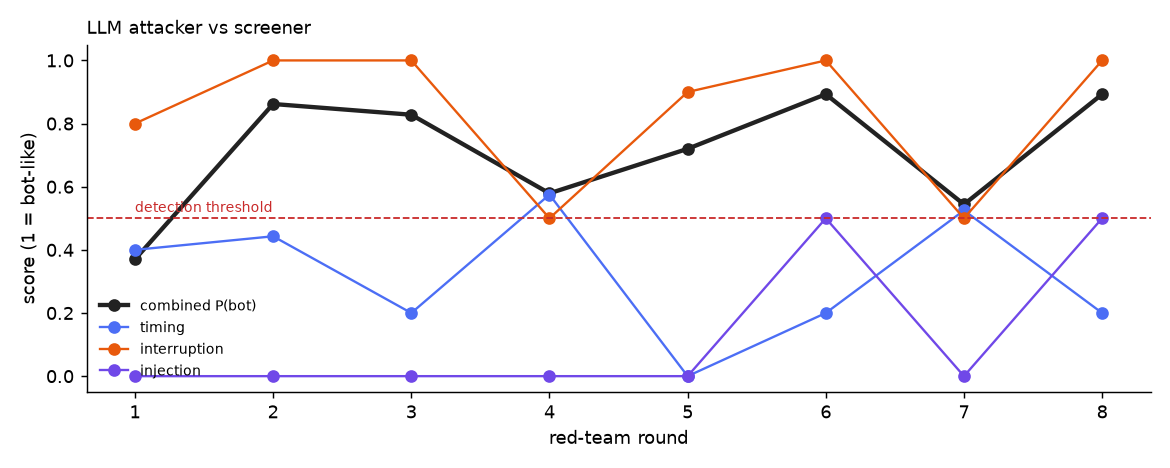 LLM attacker vs screener
score (1 = bot-like)
1.0
0.8
0.6
0.4
0.2
0.0
detection threshold
combined P(bot)
timing
interruption
injection
1 2 3 4 5 6 7 8
red-team round